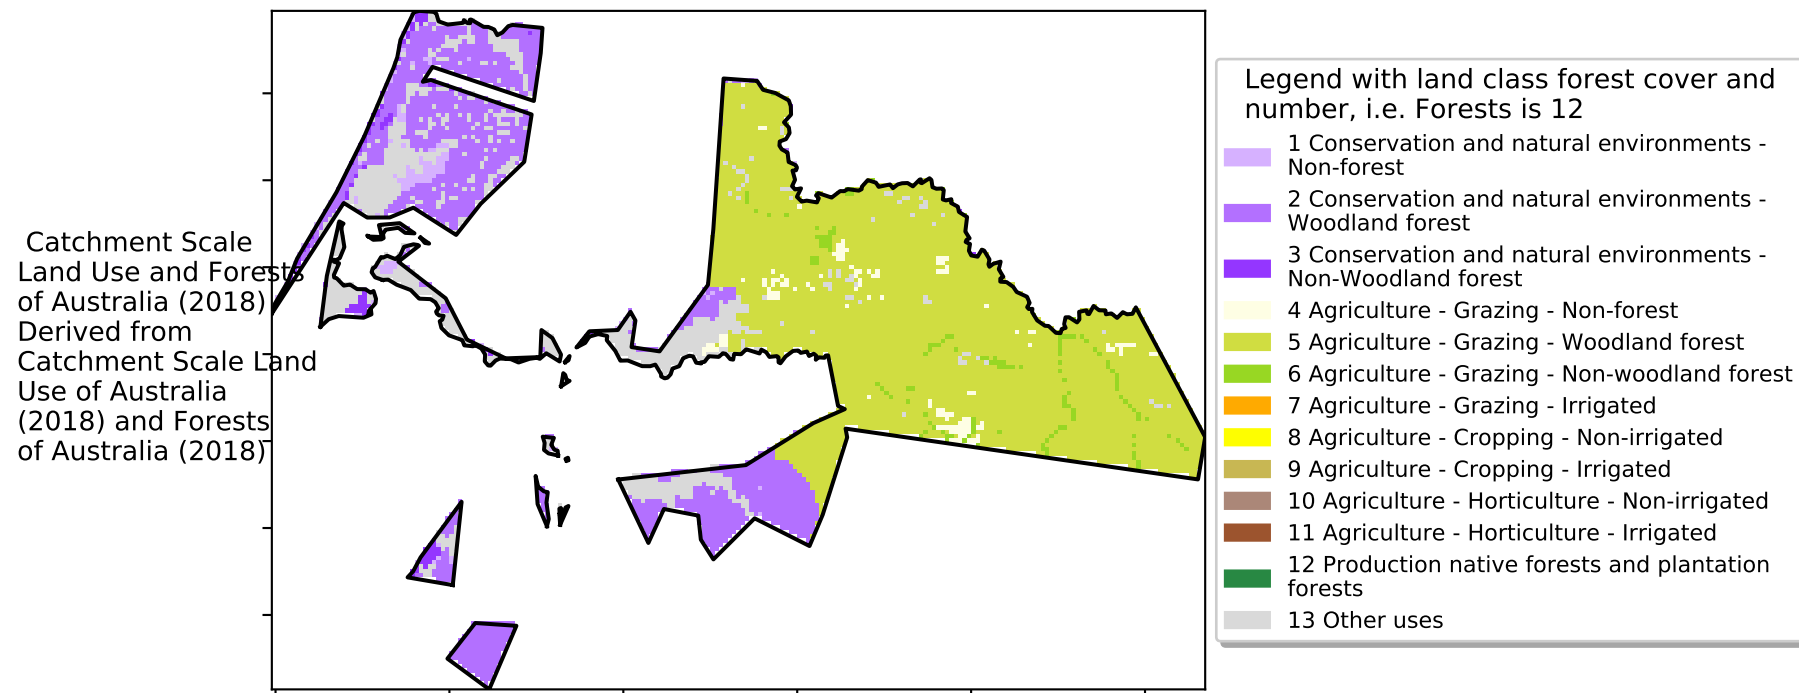 Catchment Scale
Land Use and Forests
of Australia (2018)
Derived from
Catchment Scale Land
Use of Australia
(2018) and Forests
of Australia (2018)
Legend with land class forest cover and
number, i.e. Forests is 12
1 Conservation and natural environments -
Non-forest
2 Conservation and natural environments -
Woodland forest
3 Conservation and natural environments -
Non-Woodland forest
4 Agriculture - Grazing - Non-forest
5 Agriculture - Grazing - Woodland forest
6 Agriculture - Grazing - Non-woodland forest
7 Agriculture - Grazing - Irrigated
8 Agriculture - Cropping - Non-irrigated
9 Agriculture - Cropping - Irrigated
10 Agriculture - Horticulture - Non-irrigated
11 Agriculture - Horticulture - Irrigated
12 Production native forests and plantation
forests
13 Other uses